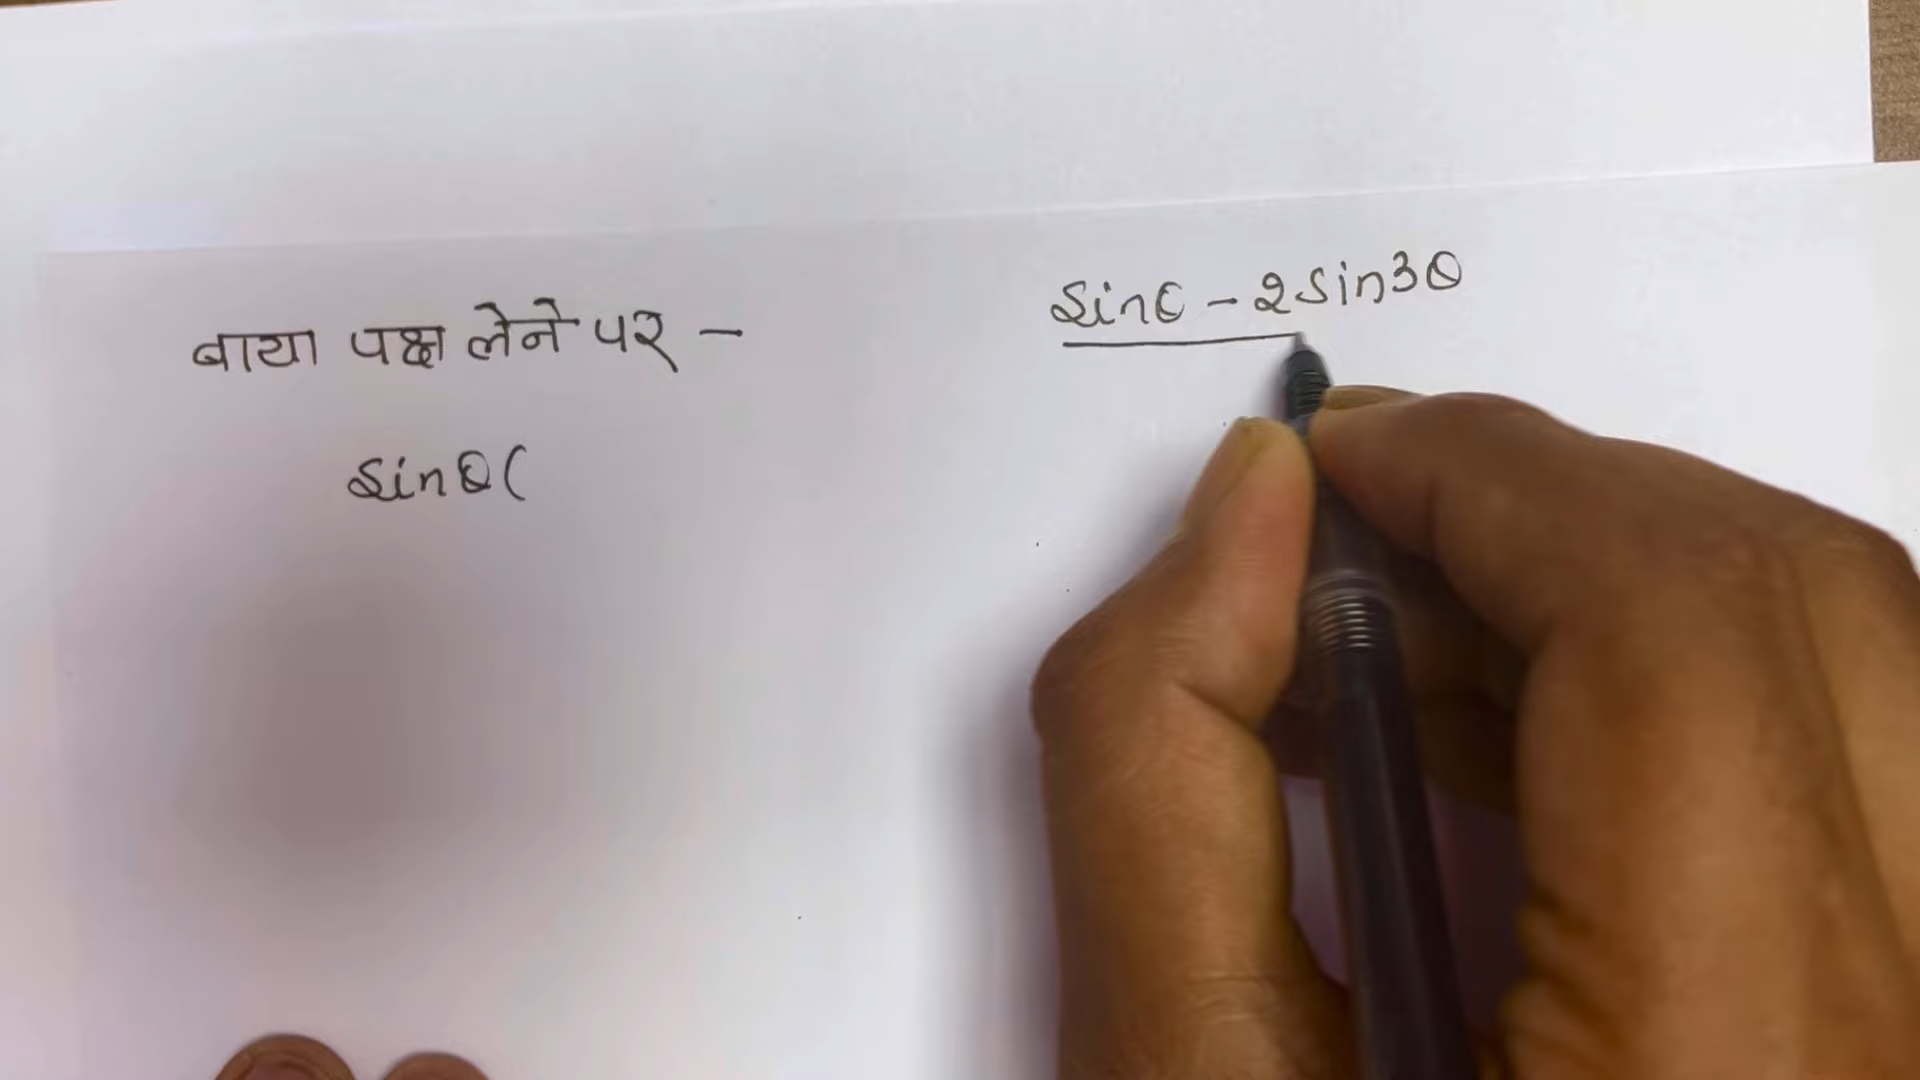 बाया पक्ष लेने पर -
sinθ - 2sin3θ
sinθ(